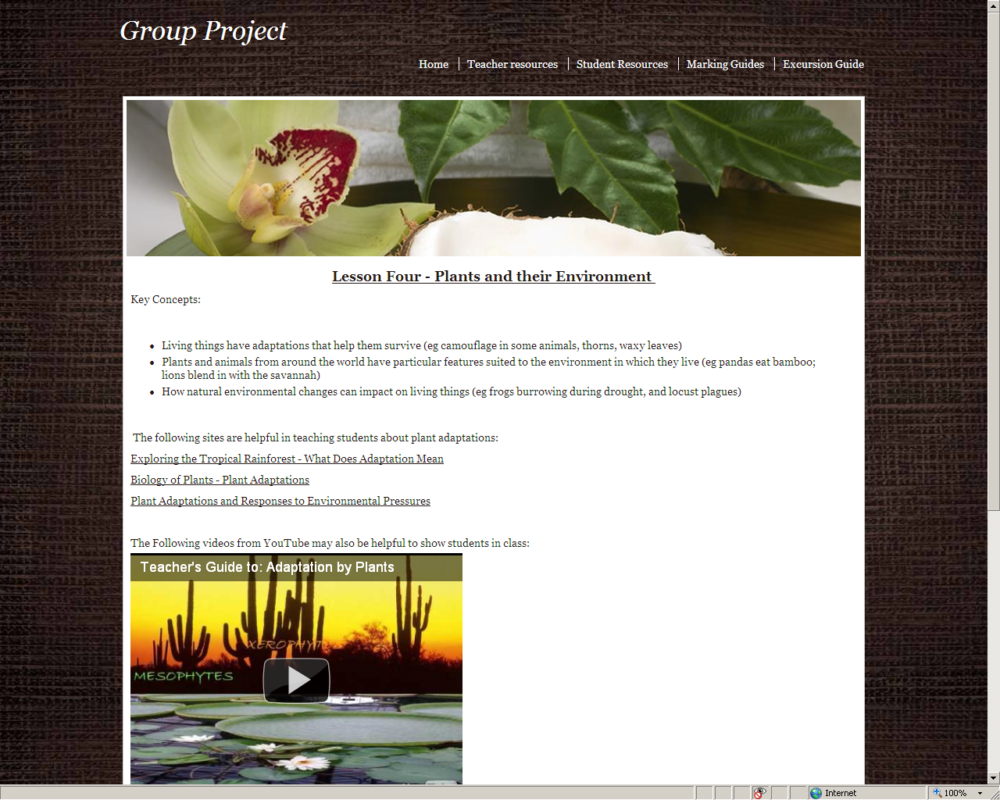 Group Project
Home
Teacher resources
Student Resources
Marking Guides
Excursion Guide
Lesson Four - Plants and their Environment
Key Concepts:
Living things have adaptations that help them survive (eg camouflage in some animals, thorns, waxy leaves)
Plants and animals from around the world have particular features suited to the environment in which they live (eg pandas eat bamboo;
lions blend in with the savannah)
How natural environmental changes can impact on living things (eg frogs burrowing during drought, and locust plagues)
The following sites are helpful in teaching students about plant adaptations:
Exploring the Tropical Rainforest - What Does Adaptation Mean
Biology of Plants - Plant Adaptations
Plant Adaptations and Responses to Environmental Pressures
The Following videos from YouTube may also be helpful to show students in class:
Teacher's Guide to: Adaptation by Plants
XEROPHYTES
MESOPHYTES
Internet
100%